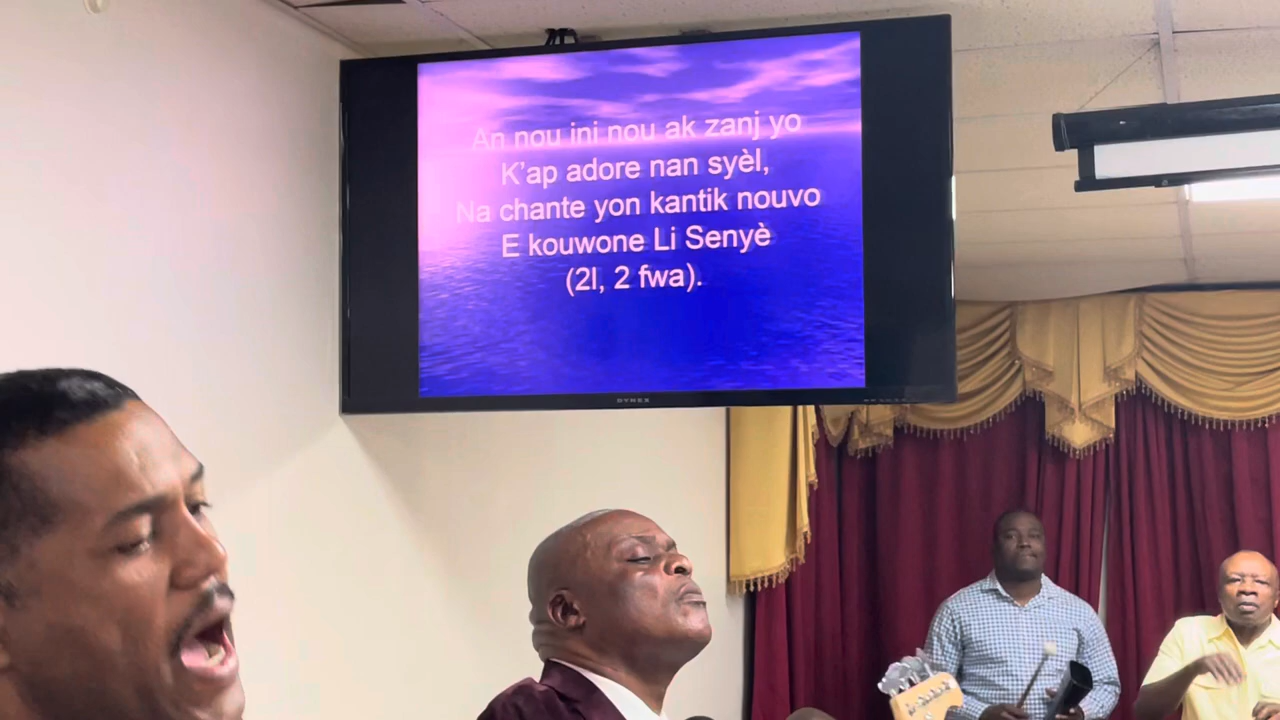 An nou ini nou ak zanj yo
K'ap adore nan syèl,
Na chante yon kantik nouvo
E kouwone Li Senyè
(2l, 2 fwa).
DYNEX